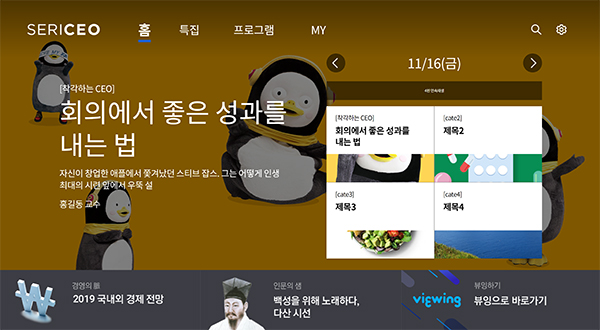 SERICEO
홈 특집 프로그램 MY
11/16(금)
[착각하는 CEO]
회의에서 좋은 성과를
내는 법
자신이 창업한 애플에서 쫓겨났던 스티브 잡스. 그는 어떻게 인생
최대의 시련 앞에서 우뚝 설
홍길동 교수
[착각하는 CEO]
회의에서 좋은 성과를
내는 법
[cate2]
제목2
[cate3]
제목3
[cate4]
제목4
경영의 脈
2019 국내외 경제 전망
인문의 샘
백성을 위해 노래하다,
다산 시선
viewing
뷰잉하기
뷰잉으로 바로가기